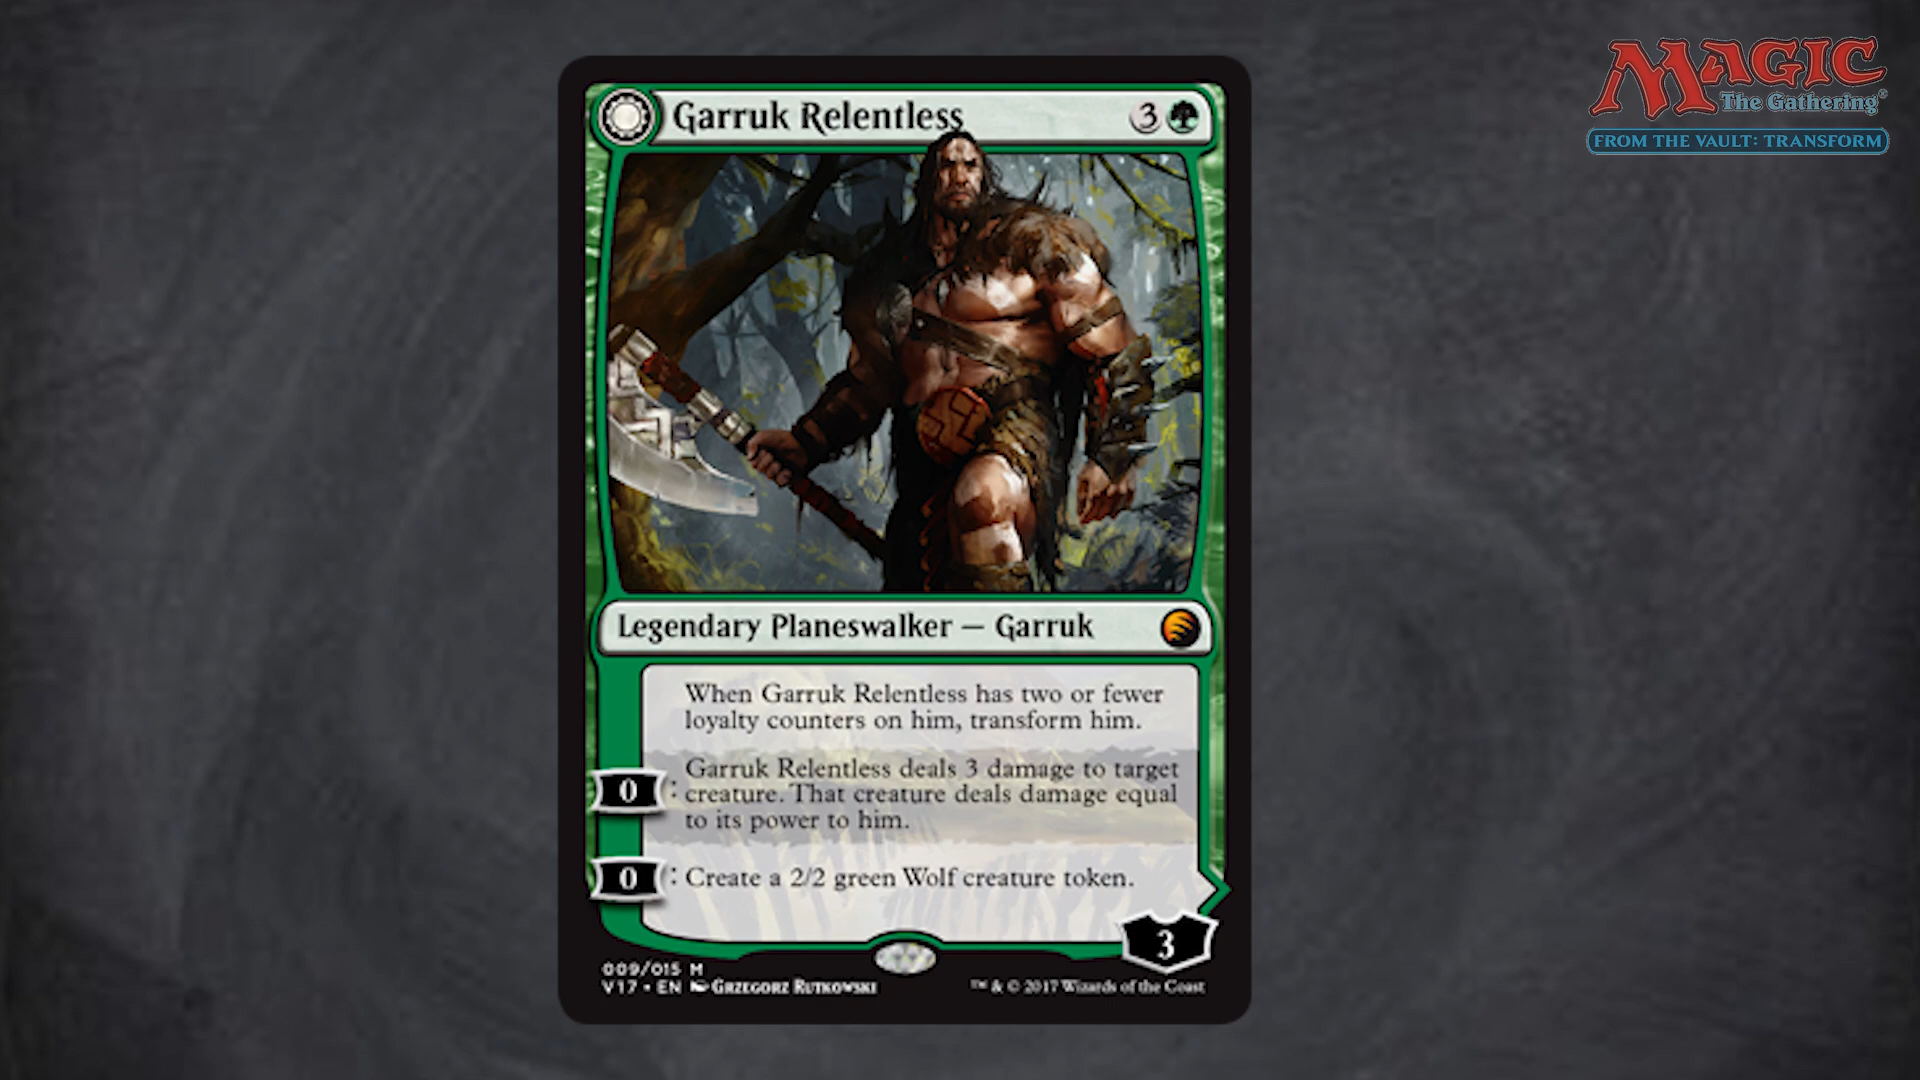 MAGIC
The Gathering®
FROM THE VAULT: TRANSFORM
Garruk Relentless
3
Legendary Planeswalker — Garruk
When Garruk Relentless has two or fewer
loyalty counters on him, transform him.
0 : Garruk Relentless deals 3 damage to target
creature. That creature deals damage equal
to its power to him.
0 : Create a 2/2 green Wolf creature token.
3
009/015 M
V17 • EN Grzegorz Rutkowski
™ & © 2017 Wizards of the Coast